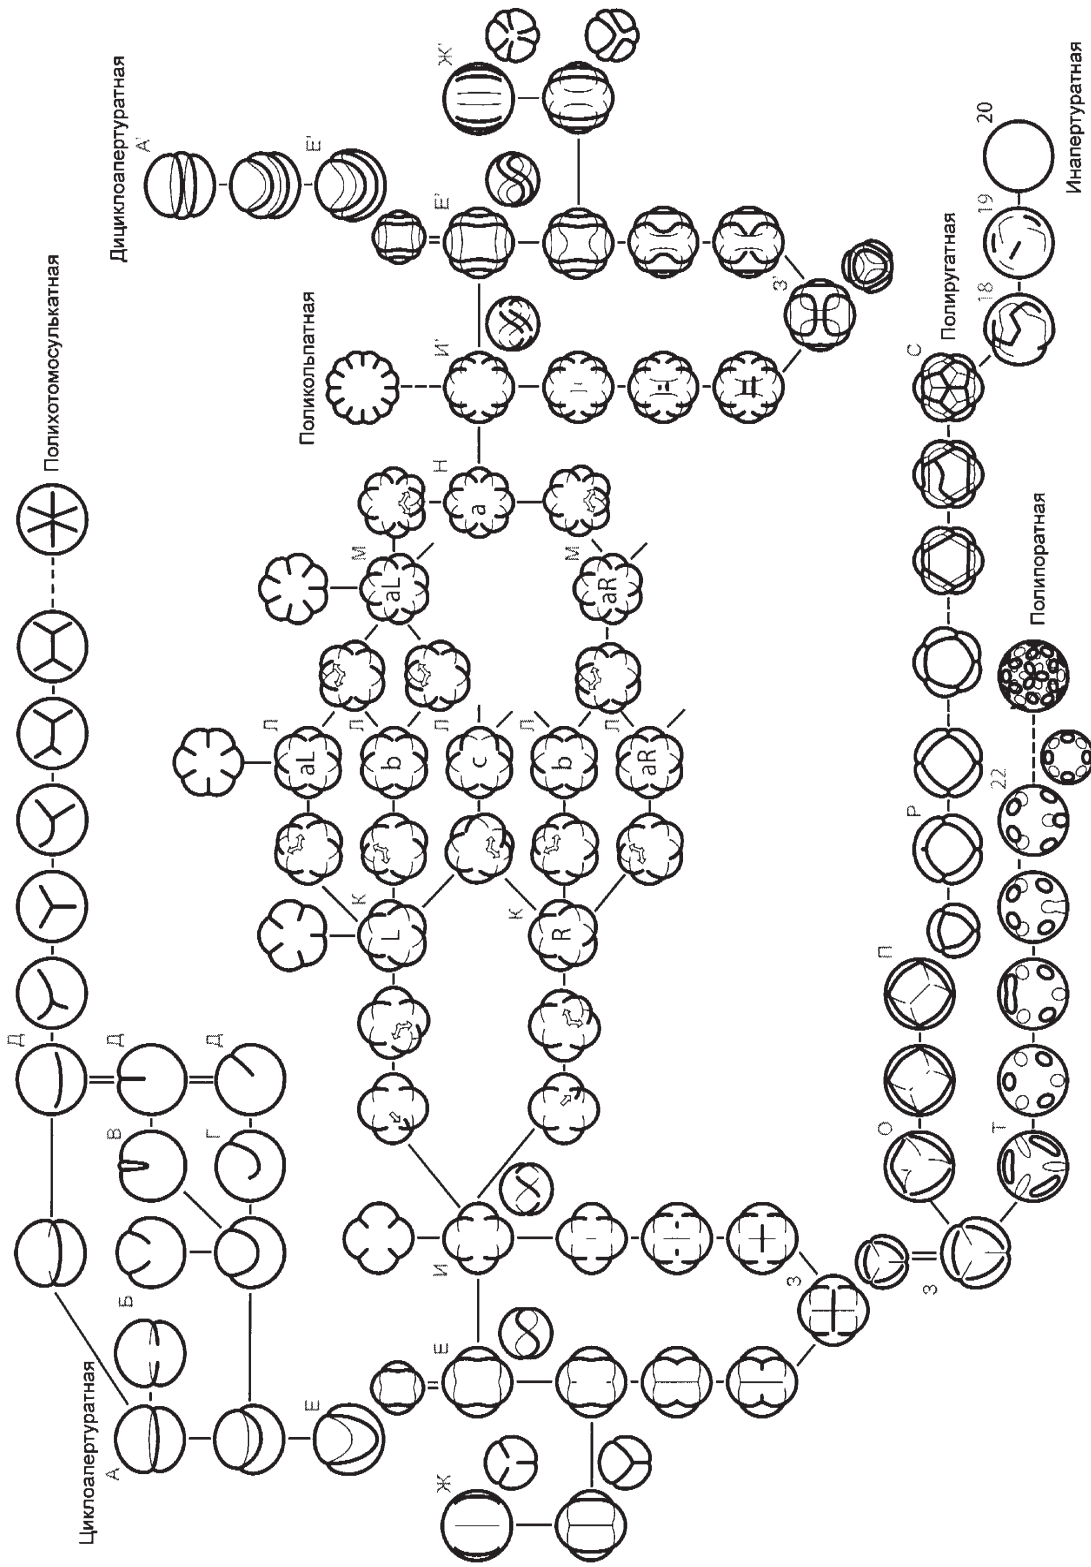 Д
Полихотомосулькатная
Циклоапертуратная
Дициклоапертуратная
А
Б
В
Д
А'
Г
Д
Е
Л
aL
Поликольпатная
Е'
К
Л
М
L
b
aL
Ж
Е
И
Л
Н
И'
Е'
Ж'
c
a
К
Л
М
R
b
aR
Л
aR
З
З'
О
П
Р
С
З
Полиругатная
Т
22
18
19
20
Полипоратная
Инапертуратная